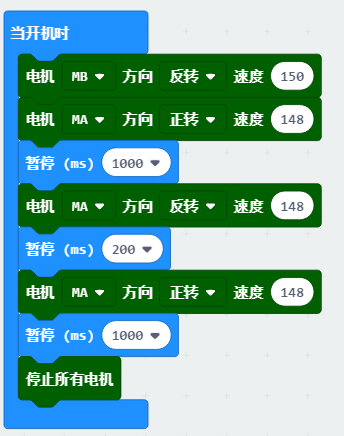 当开机时
电机 MB 方向 反转 速度 150
电机 MA 方向 正转 速度 148
暂停 (ms) 1000
电机 MA 方向 反转 速度 148
暂停 (ms) 200
电机 MA 方向 正转 速度 148
暂停 (ms) 1000
停止所有电机